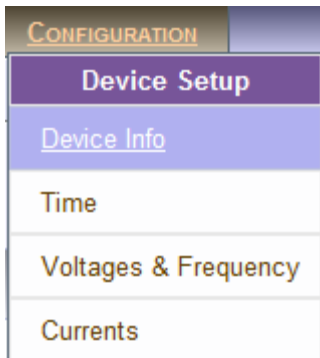 CONFIGURATION
Device Setup
Device Info
Time
Voltages & Frequency
Currents